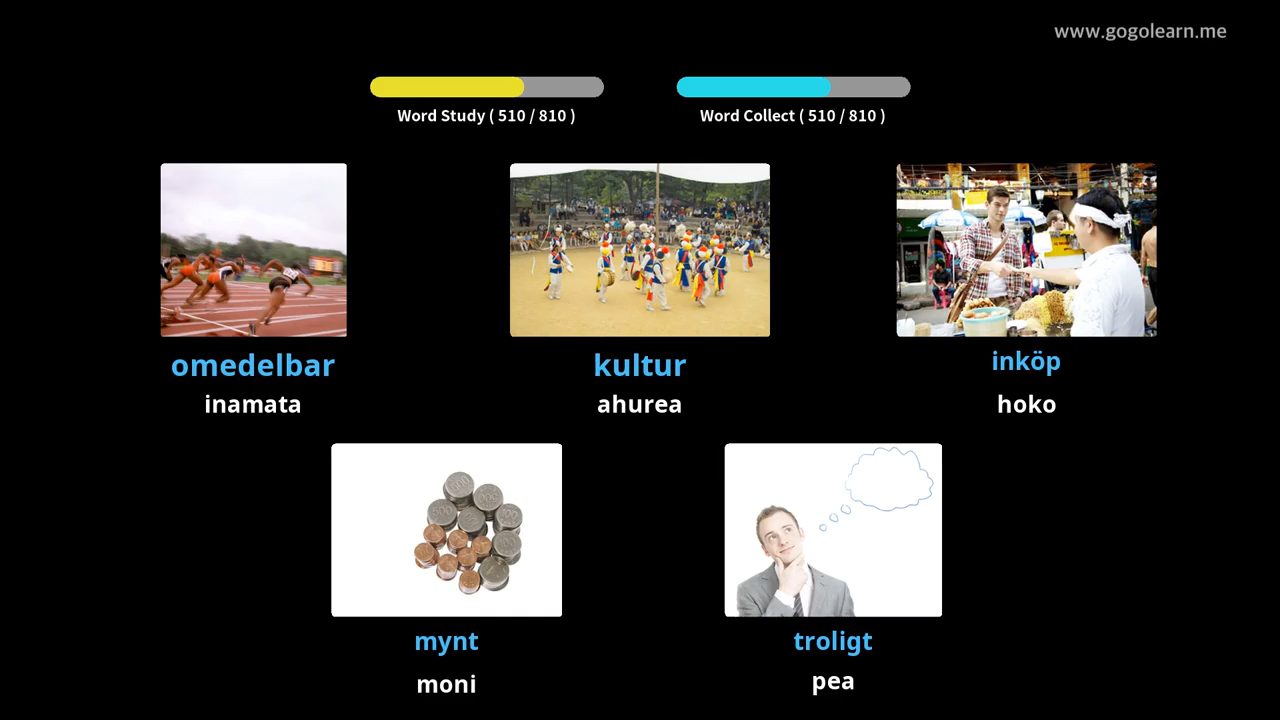 www.gogolearn.me
Word Study ( 510 / 810 )
Word Collect ( 510 / 810 )
omedelbar
inamata
kultur
ahurea
inköp
hoko
mynt
moni
troligt
pea